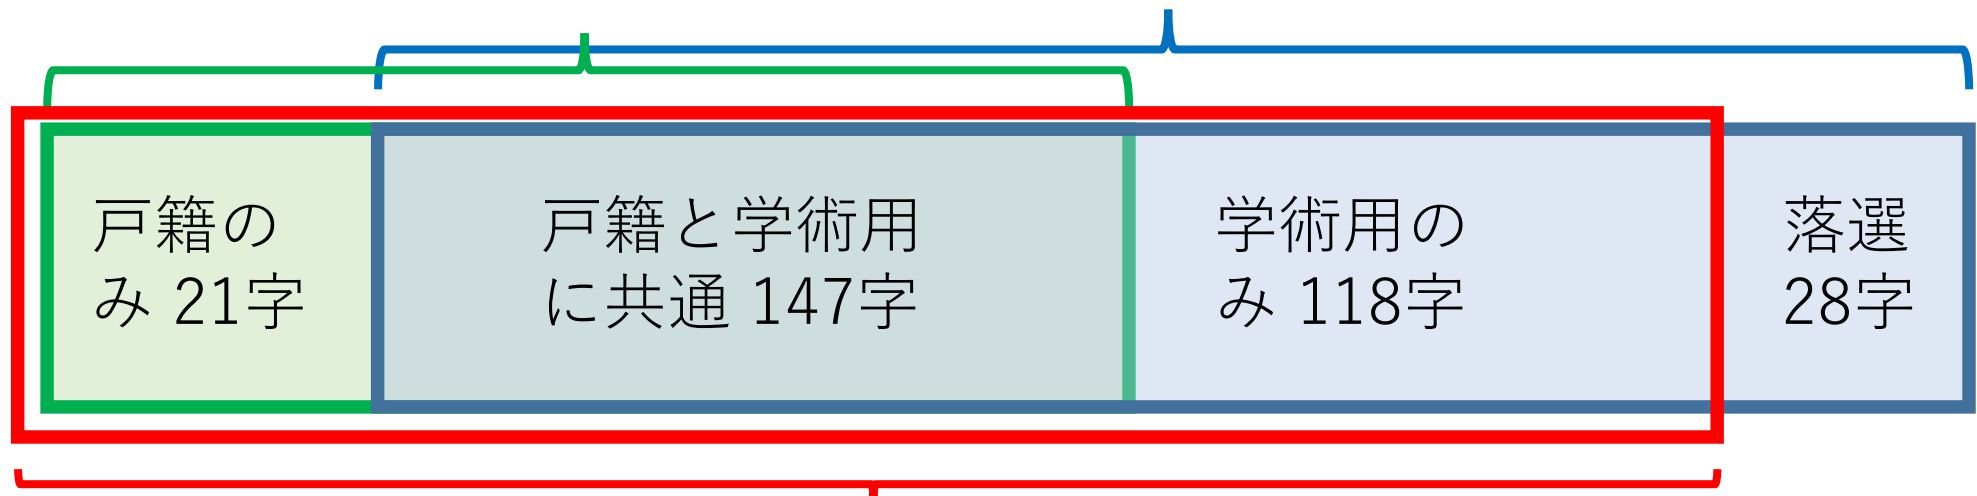 戸籍の
み 21字
戸籍と学術用
に共通 147字
学術用の
み 118字
落選
28字